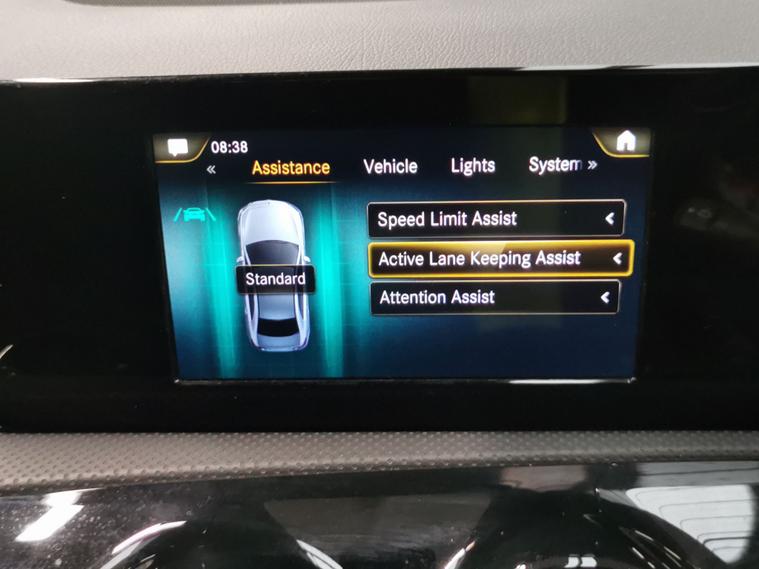 08:38
« Assistance Vehicle Lights System »
Speed Limit Assist
Active Lane Keeping Assist
Standard
Attention Assist